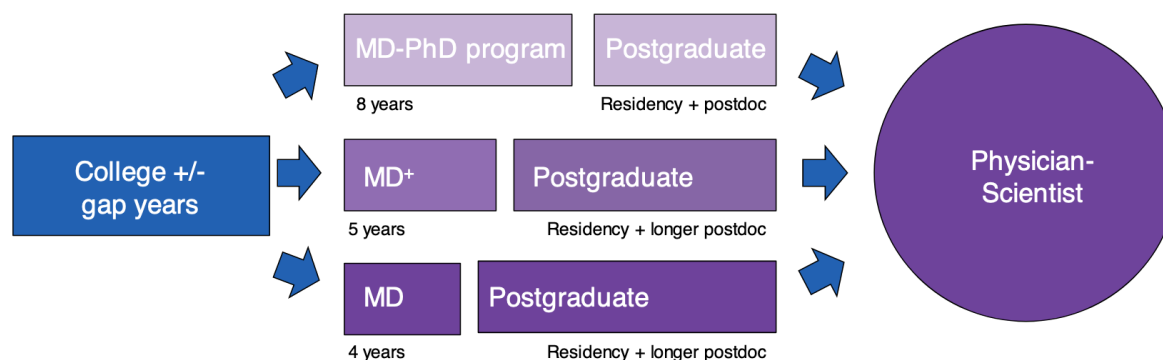 College +/-
gap years
MD-PhD program
Postgraduate
8 years
Residency + postdoc
MD+
Postgraduate
5 years
Residency + longer postdoc
MD
Postgraduate
4 years
Residency + longer postdoc
Physician-
Scientist